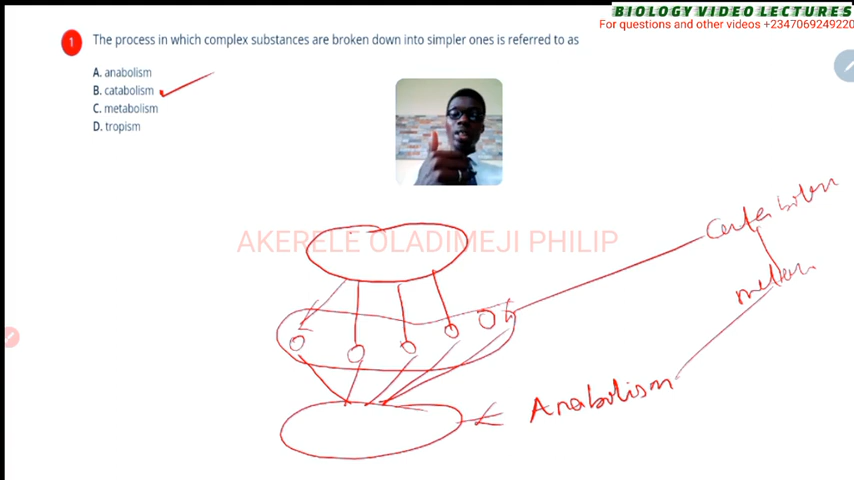 BIOLOGY VIDEO LECTURES
For questions and other videos +2347069249220
1 The process in which complex substances are broken down into simpler ones is referred to as
A. anabolism
B. catabolism
C. metabolism
D. tropism
AKERELE OLADIMEJI PHILIP
Anabolism